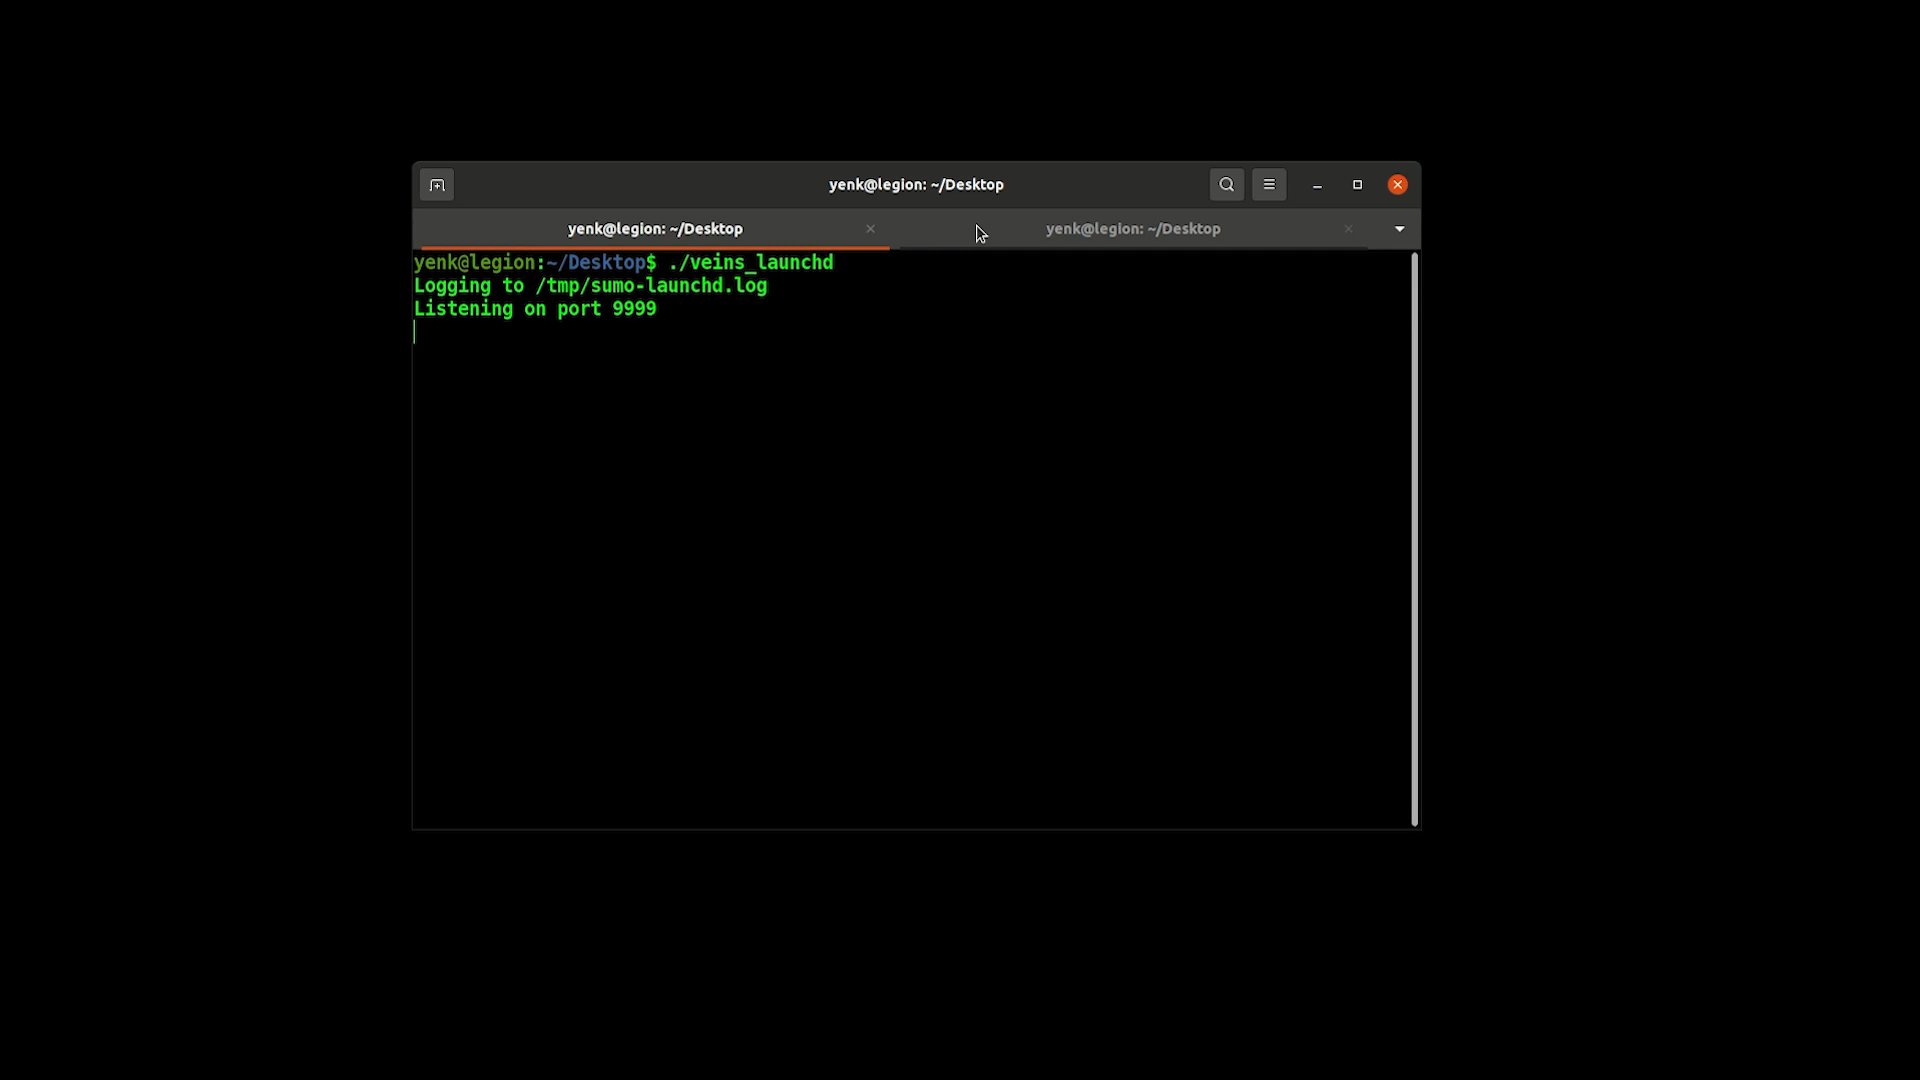 yenk@legion: ~/Desktop
yenk@legion: ~/Desktop
yenk@legion: ~/Desktop
yenk@legion:~/Desktop$ ./veins_launchd
Logging to /tmp/sumo-launchd.log
Listening on port 9999